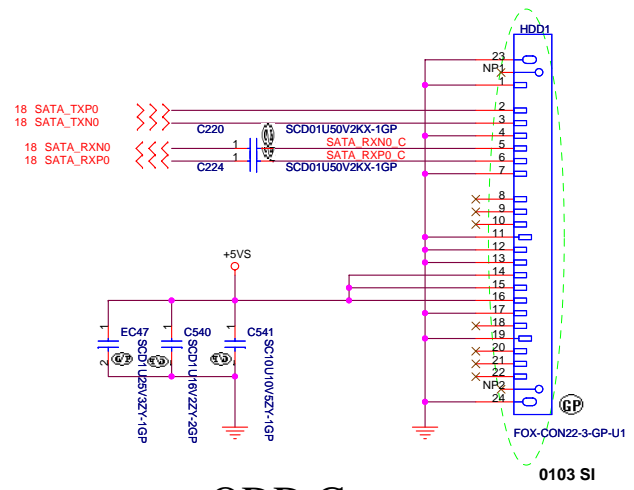 HDD1
23
NP1
1
18 SATA_TXP0
2
18 SATA_TXN0
3
C220 SCD01U50V2KX-1GP
4
18 SATA_RXN0 1 SATA_RXN0_C 5
18 SATA_RXP0 1 SATA_RXP0_C 6
C224 SCD01U50V2KX-1GP
7
8
9
10
11
12
+5VS
13
14
15
16
17
1 EC47 1 C540 1 C541
18
19
2 SCD1U25V3ZY-1GP
2 SCD1U16V2ZY-2GP
2 SC10U10V5ZY-1GP
20
21
22
NP2
24
GP
FOX-CON22-3-GP-U1
0103 SI